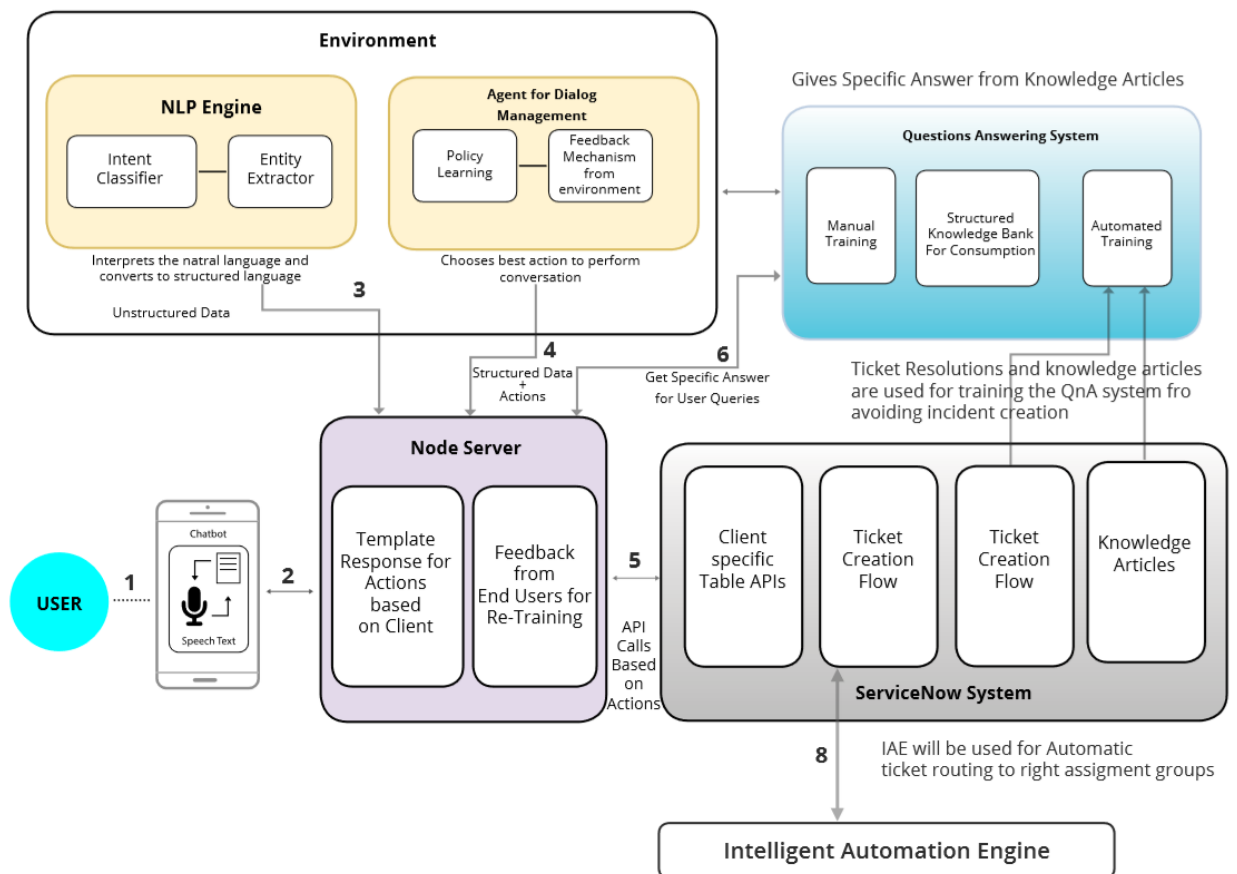 Environment
NLP Engine
Intent
Classifier
Entity
Extractor
Interprets the natral language and
converts to structured language
Unstructured Data
3
Agent for Dialog
Management
Policy
Learning
Feedback
Mechanism
from
environment
Chooses best action to perform
conversation
4
Structured Data
+
Actions
Gives Specific Answer from Knowledge Articles
Questions Answering System
Manual
Training
Structured
Knowledge Bank
For Consumption
Automated
Training
6
Get Specific Answer
for User Queries
Ticket Resolutions and knowledge articles
are used for training the QnA system fro
avoiding incident creation
USER
1
Chatbot
Speech Text
2
Node Server
Template
Response for
Actions
based
on Client
Feedback
from
End Users for
Re-Training
5
API
Calls
Based
on
Actions
Client
specific
Table APIs
Ticket
Creation
Flow
Ticket
Creation
Flow
Knowledge
Articles
ServiceNow System
8
IAE will be used for Automatic
ticket routing to right assigment groups
Intelligent Automation Engine